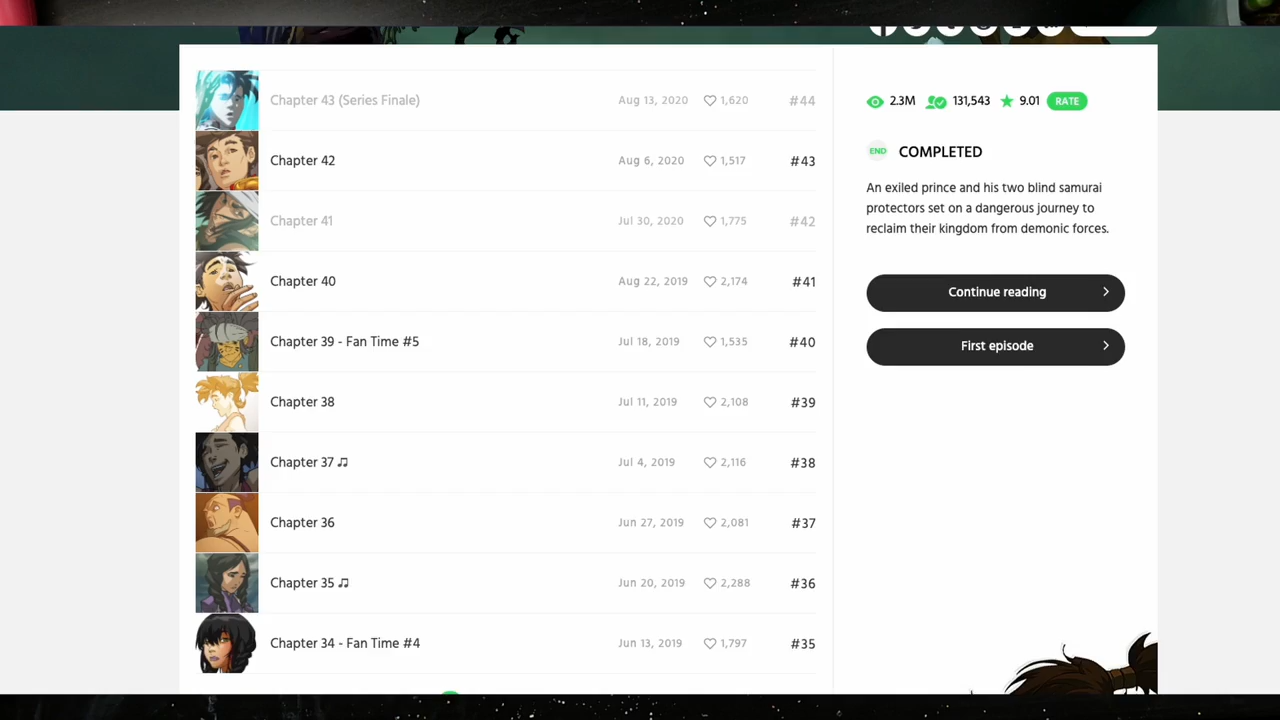 Chapter 43 (Series Finale) Aug 13, 2020 1,620 #44
Chapter 42 Aug 6, 2020 1,517 #43
Chapter 41 Jul 30, 2020 1,775 #42
Chapter 40 Aug 22, 2019 2,174 #41
Chapter 39 - Fan Time #5 Jul 18, 2019 1,535 #40
Chapter 38 Jul 11, 2019 2,108 #39
Chapter 37 ♫ Jul 4, 2019 2,116 #38
Chapter 36 Jun 27, 2019 2,081 #37
Chapter 35 ♫ Jun 20, 2019 2,288 #36
Chapter 34 - Fan Time #4 Jun 13, 2019 1,797 #35
2.3M 131,543 9.01 RATE
END COMPLETED
An exiled prince and his two blind samurai
protectors set on a dangerous journey to
reclaim their kingdom from demonic forces.
Continue reading
First episode